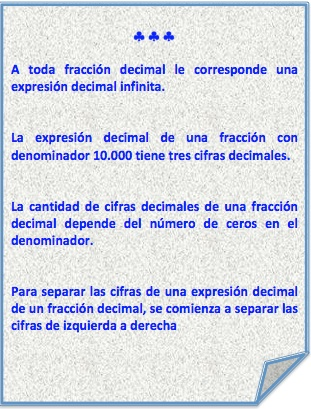 ♣ ♣ ♣
A toda fracción decimal le corresponde una
expresión decimal infinita.
La expresión decimal de una fracción con
denominador 10.000 tiene tres cifras decimales.
La cantidad de cifras decimales de una fracción
decimal depende del número de ceros en el
denominador.
Para separar las cifras de una expresión decimal
de un fracción decimal, se comienza a separar las
cifras de izquierda a derecha